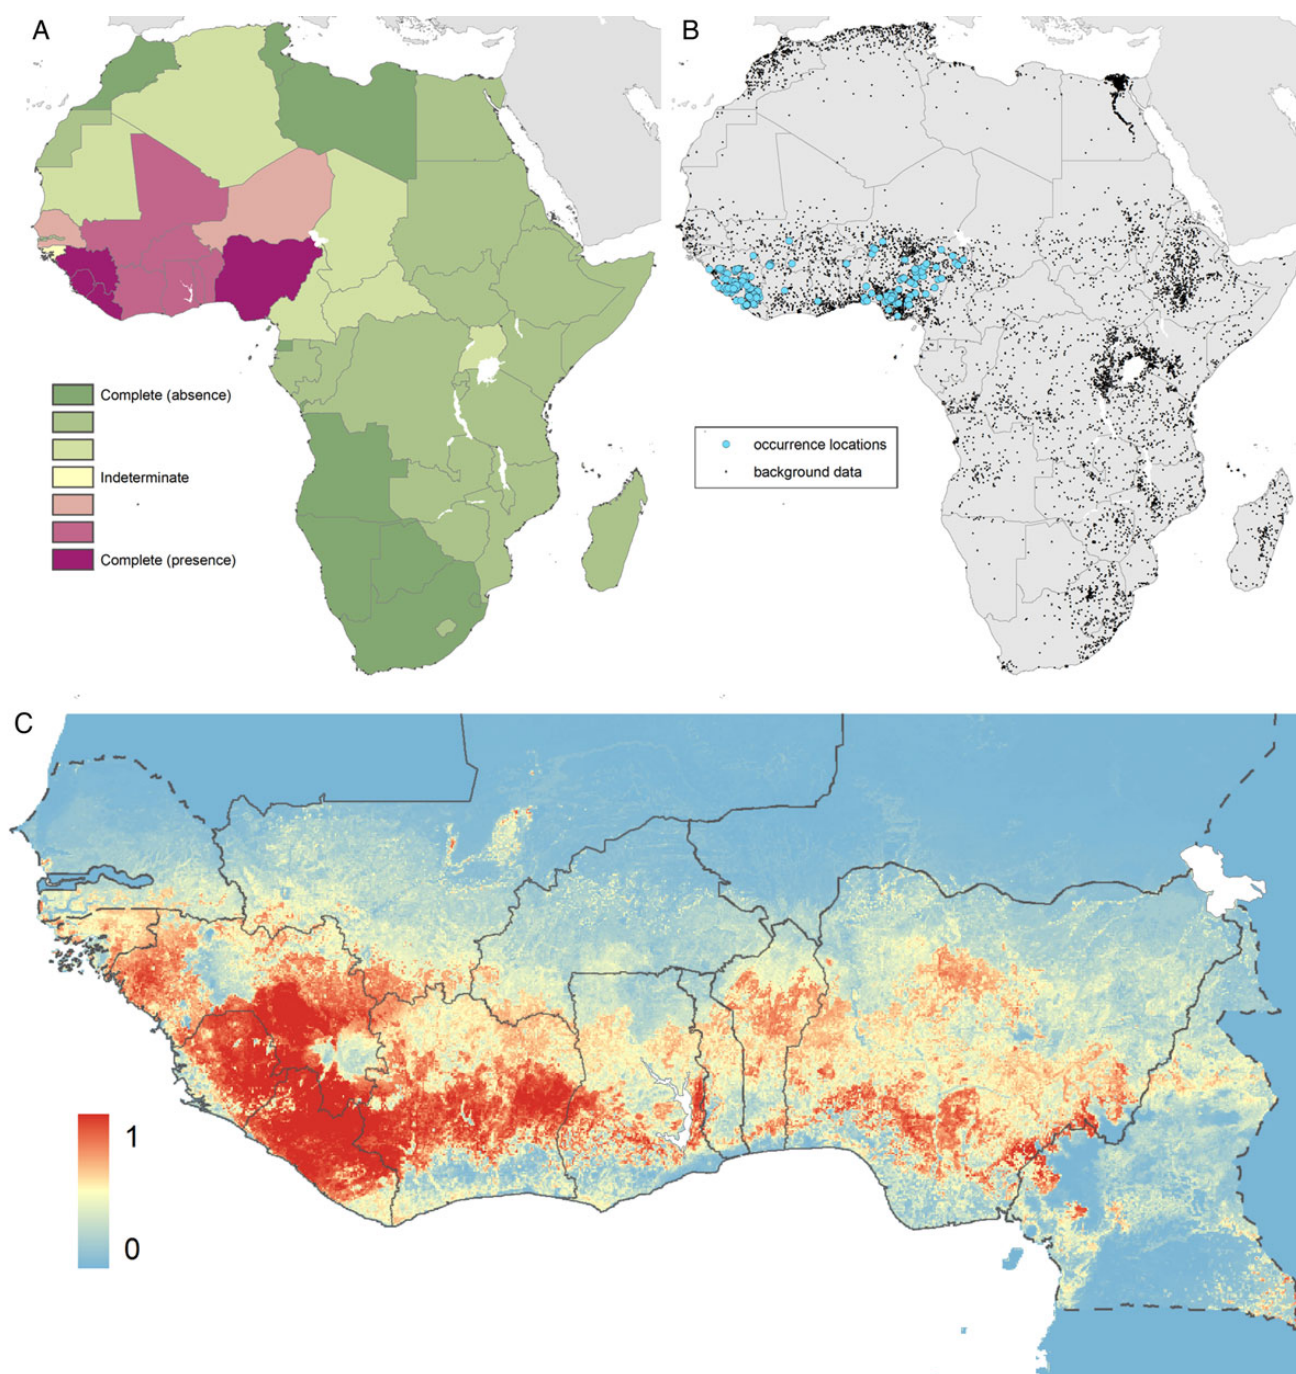 A
B
Complete (absence)
Indeterminate
Complete (presence)
occurrence locations
background data
C
1
0